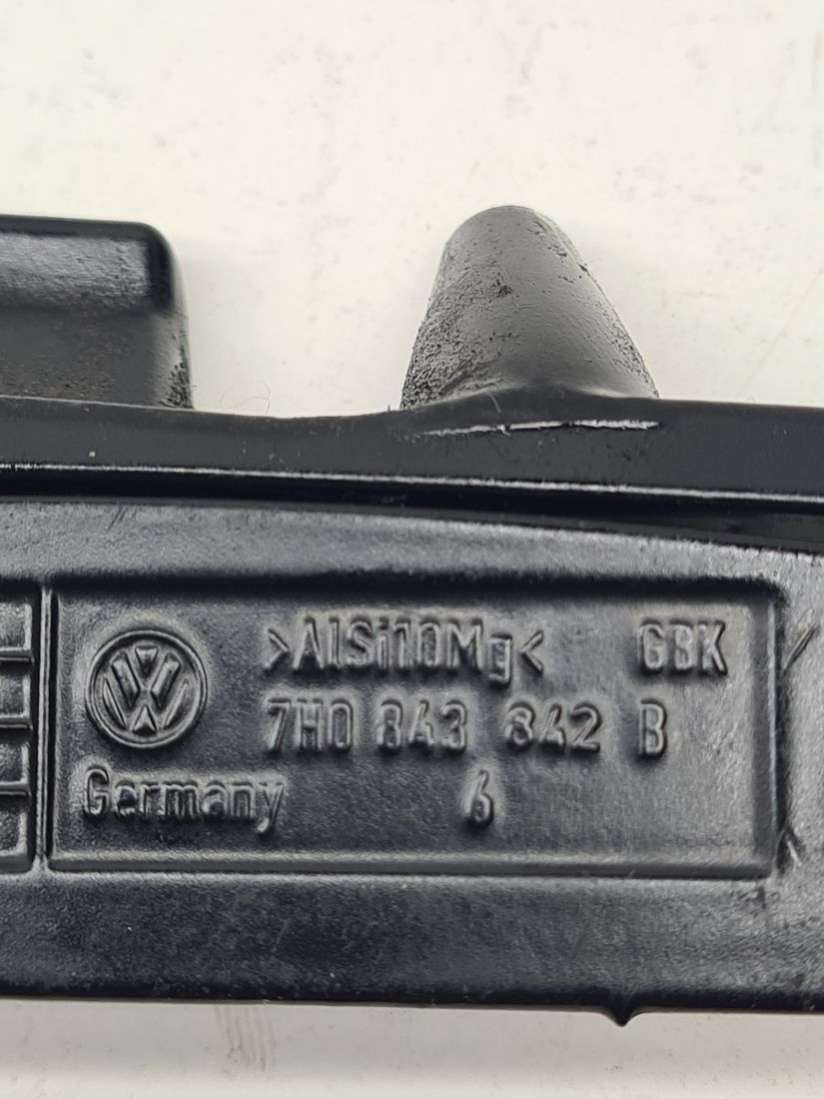 >AlSi10Mg< GBK
7H0 843 842 B
Germany 6